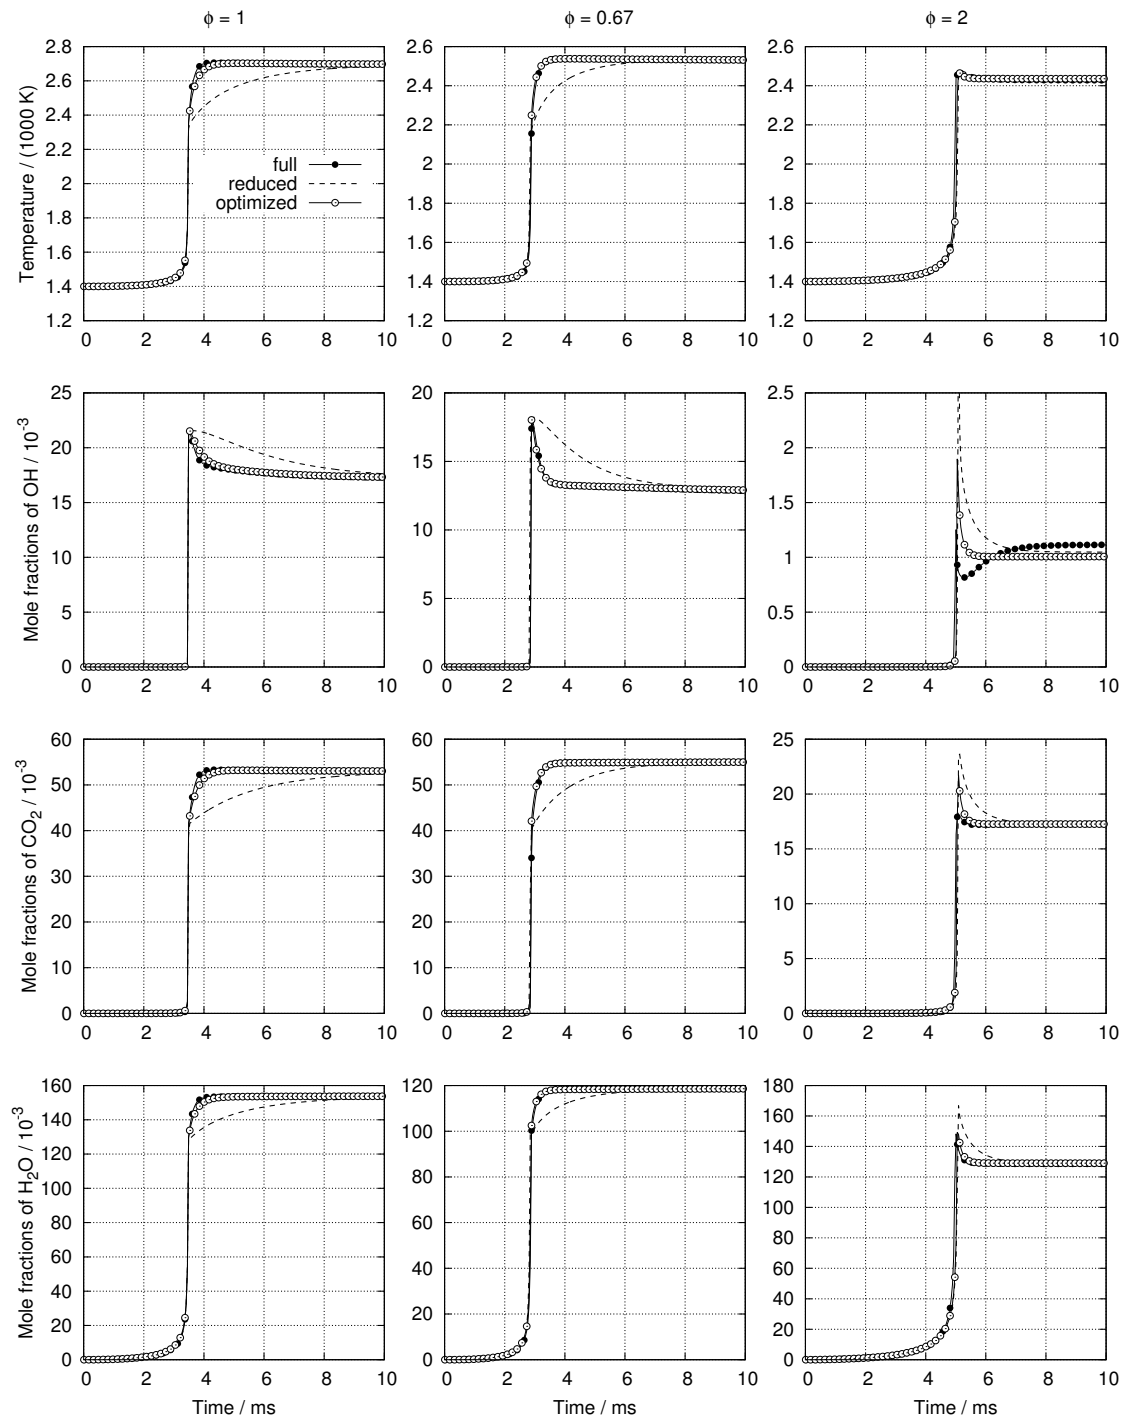 ϕ = 1 ϕ = 0.67 ϕ = 2
Temperature / (1000 K)
2.8 2.6 2.4 2.2 2 1.8 1.6 1.4 1.2
full
reduced
optimized
0 2 4 6 8 10
2.6 2.4 2.2 2 1.8 1.6 1.4 1.2
0 2 4 6 8 10
2.6 2.4 2.2 2 1.8 1.6 1.4 1.2
0 2 4 6 8 10
Mole fractions of OH / 10⁻³
25 20 15 10 5 0
0 2 4 6 8 10
20 15 10 5 0
0 2 4 6 8 10
2.5 2 1.5 1 0.5 0
0 2 4 6 8 10
Mole fractions of CO₂ / 10⁻³
60 50 40 30 20 10 0
0 2 4 6 8 10
60 50 40 30 20 10 0
0 2 4 6 8 10
25 20 15 10 5 0
0 2 4 6 8 10
Mole fractions of H₂O / 10⁻³
160 140 120 100 80 60 40 20 0
0 2 4 6 8 10
Time / ms
120 100 80 60 40 20 0
0 2 4 6 8 10
Time / ms
180 160 140 120 100 80 60 40 20 0
0 2 4 6 8 10
Time / ms